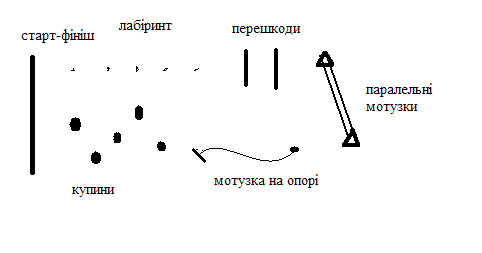 старт-фініш
лабіринт
перешкоди
паралельні
мотузки
купини
мотузка на опорі